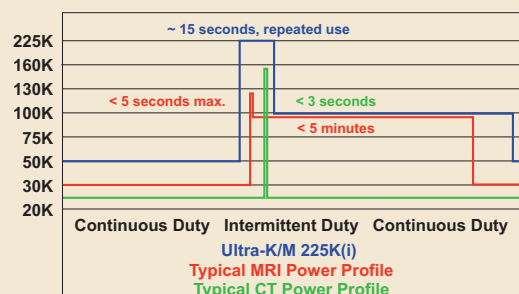 ~ 15 seconds, repeated use
225K
160K
130K
< 5 seconds max.
< 3 seconds
100K
< 5 minutes
75K
50K
30K
20K
Continuous Duty Intermittent Duty Continuous Duty
Ultra-K/M 225K(i)
Typical MRI Power Profile
Typical CT Power Profile